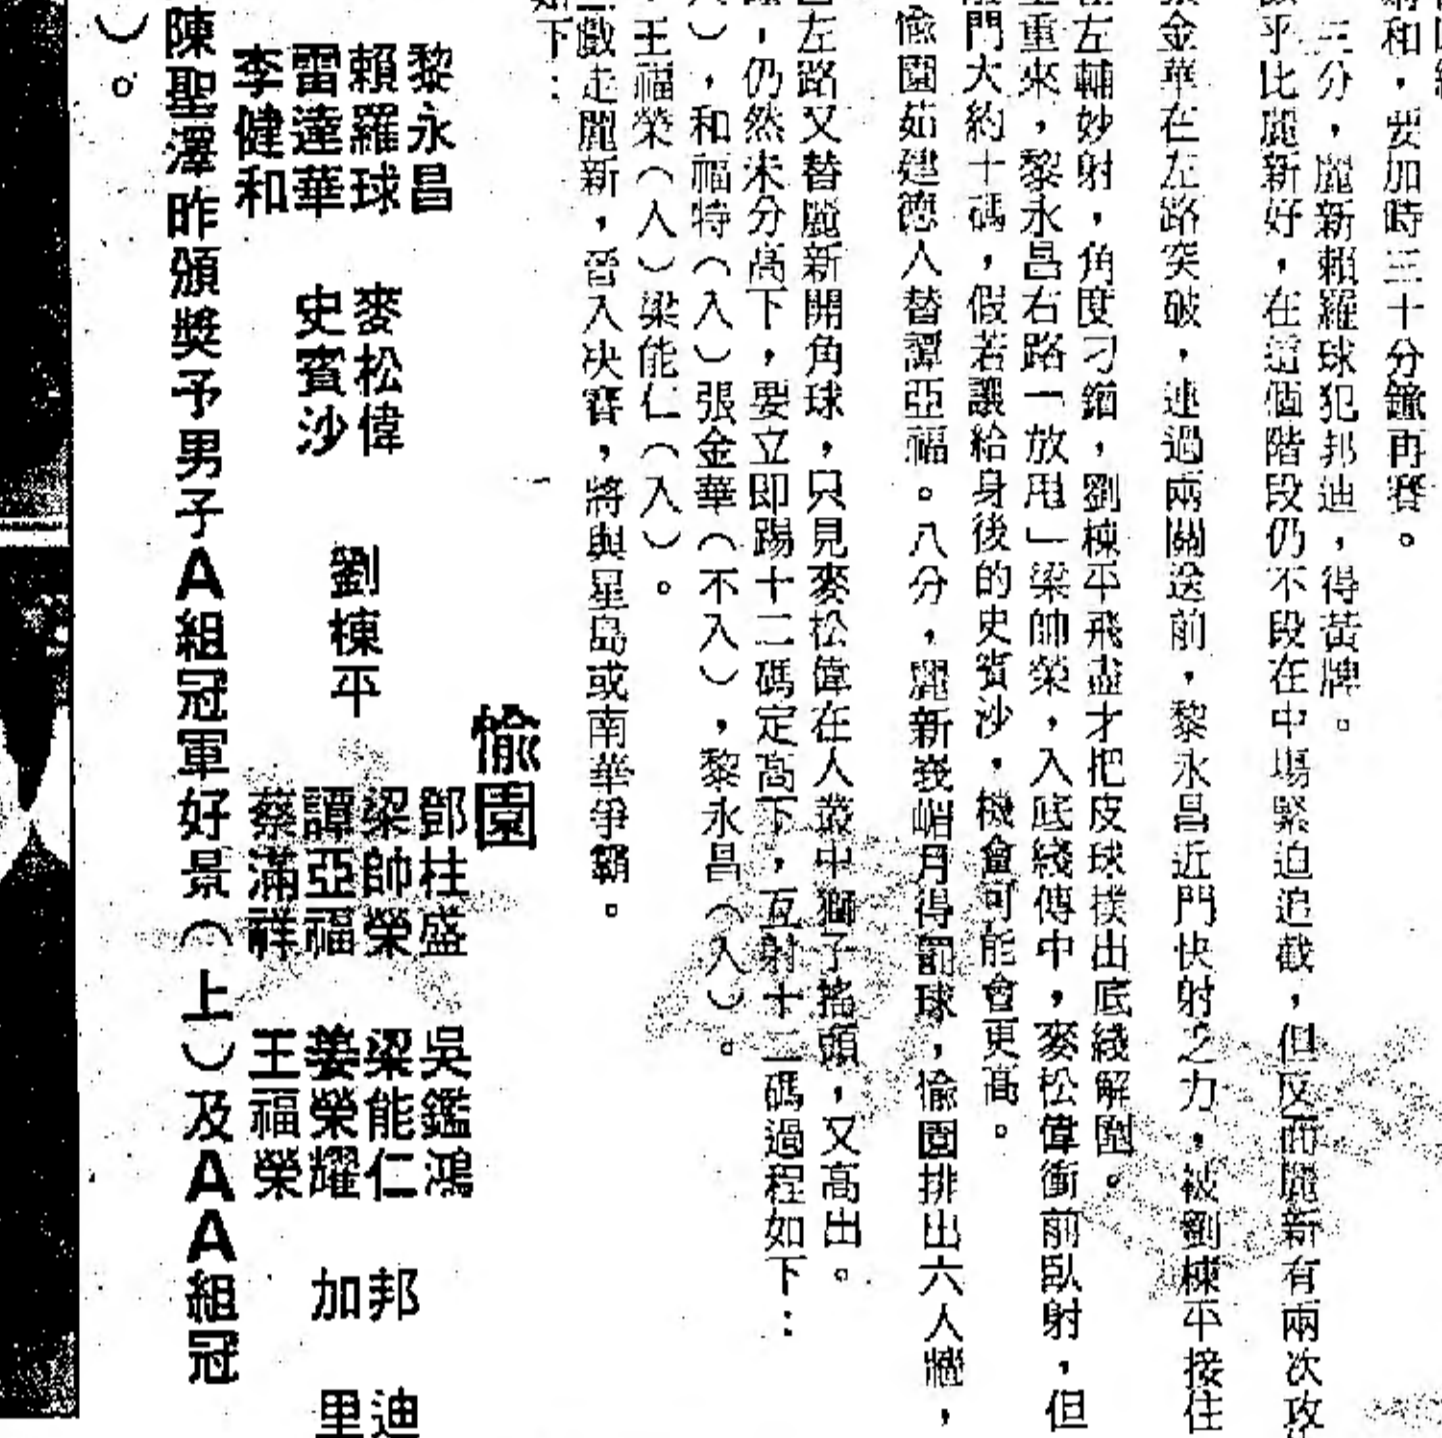 和，要加時三十分鐘再賽。
三分，麗新賴羅球犯邦迪，得黃牌。
乎比麗新好，在這個階段仍不段在中場緊迫追截，但反而麗新有兩次攻
金華在左路突破，連過兩關送前，黎永昌近門快射之力，被劉棟平接住
左輔妙射，角度刁鑽，劉棟平飛盡才把皮球撲出底綫解圍。
重來，黎永昌右路一放甩」梁帥榮，入底綫傳中，麥松偉衝前臥射，但
門大約十碼，假若讓給身後的史賓沙，機會可能會更高。
愉園茹建德入替譚亞福。八分，麗新峩嵋月得罰球，愉園排出六人牆，
左路又替麗新開角球，只見麥松偉在人叢中獅子搖頭，又高出。
，仍然未分高下，要立即踢十二碼定高下，互射十二碼過程如下：
），和福特（入）張金華（不入），黎永昌（入）。
王福榮（入）梁能仁（入）。
戲走麗新，晉入决賽，將與星島或南華爭霸。
如下：
愉園
黎永昌
賴羅球 麥松偉
雷達華 史賓沙
李健和
劉棟平
鄧柱盛 吳鑑鴻
梁帥榮 梁能仁 邦迪
譚亞福 姜榮耀 加里
蔡滿祥 王福榮
陳聖澤昨頒獎予男子A組冠軍好景（上）及AA組冠
）。